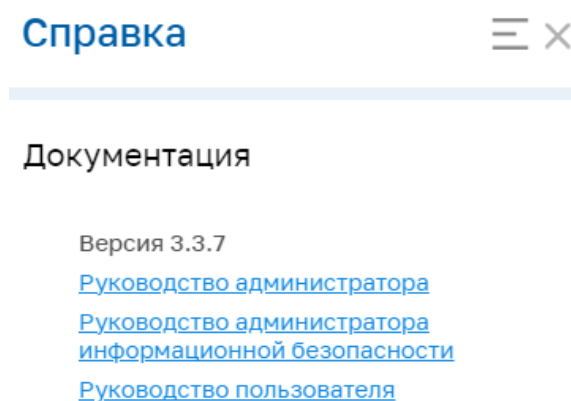 Справка
Документация
Версия 3.3.7
Руководство администратора
Руководство администратора
информационной безопасности
Руководство пользователя